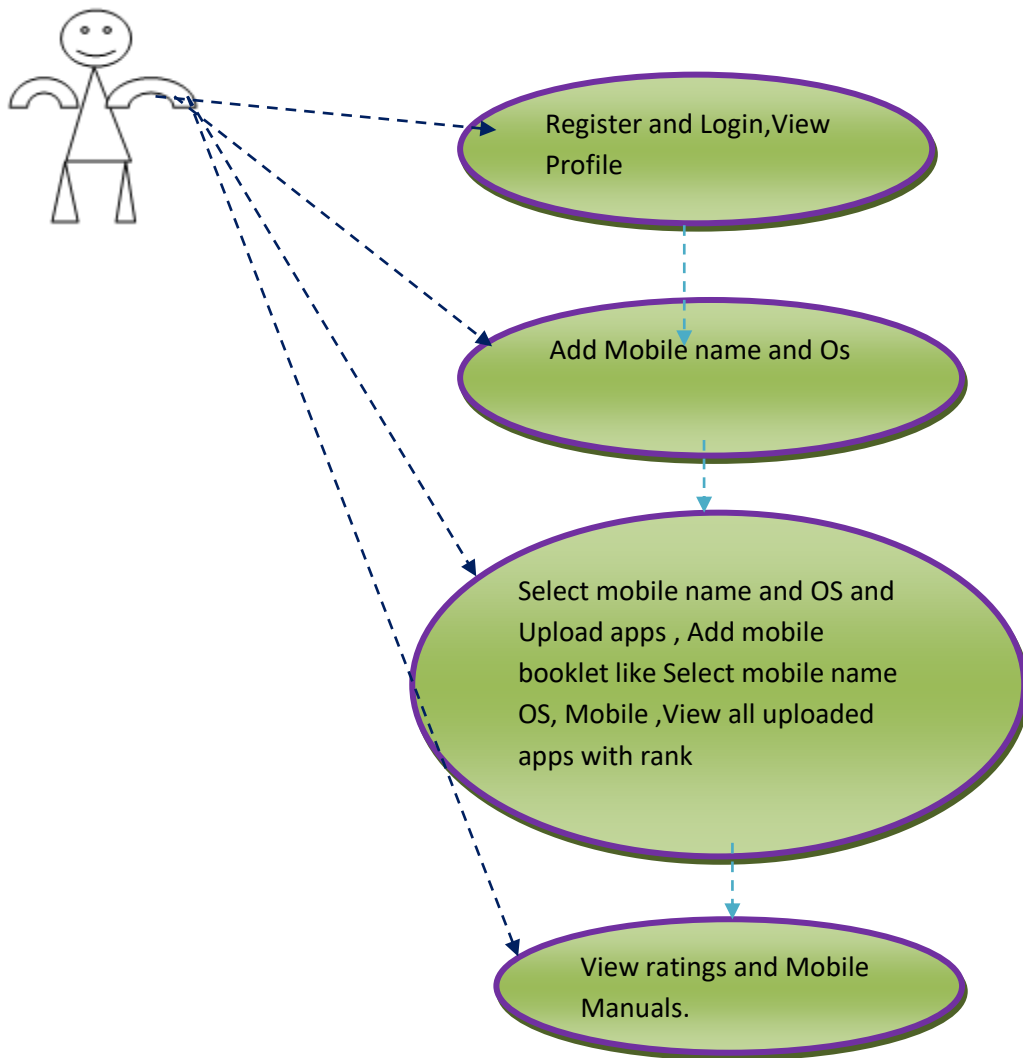 Register and Login,View
Profile
Add Mobile name and Os
Select mobile name and OS and
Upload apps , Add mobile
booklet like Select mobile name
OS, Mobile ,View all uploaded
apps with rank
View ratings and Mobile
Manuals.